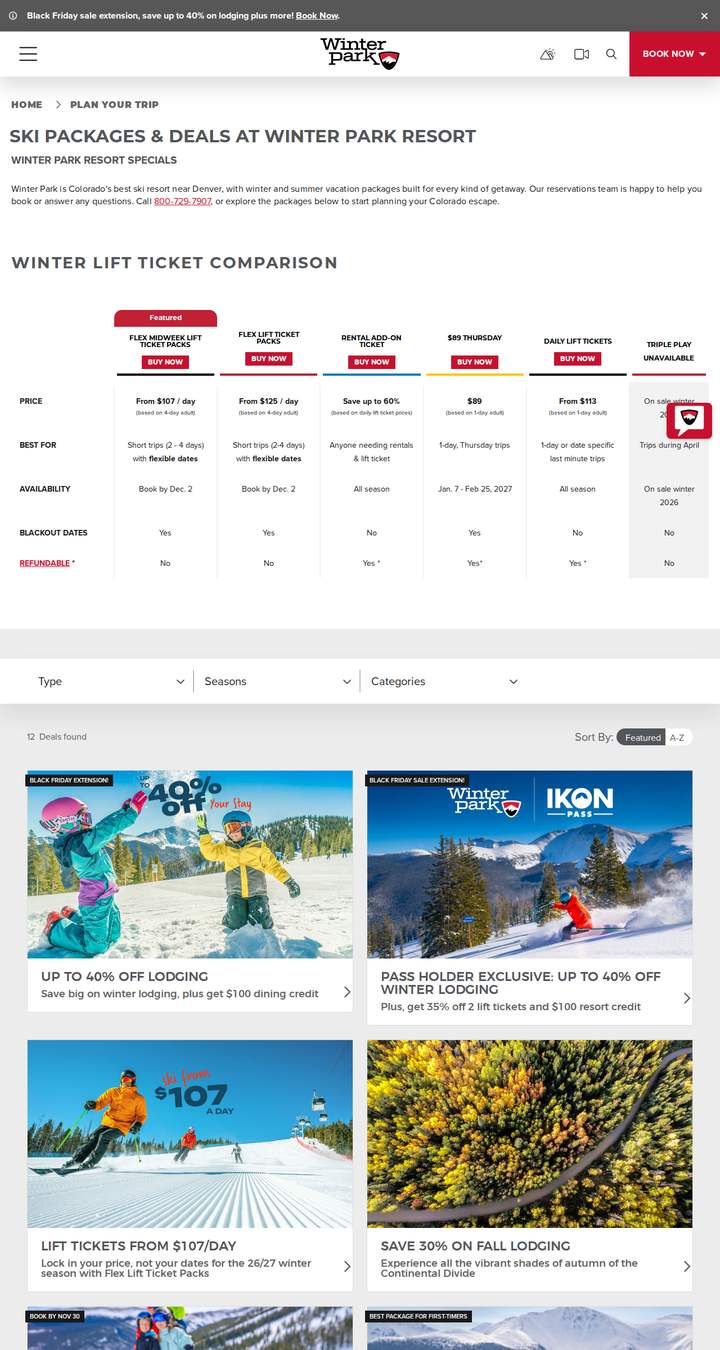 Black Friday sale extension, save up to 40% on lodging plus more! Book Now.
Winter park
BOOK NOW
HOME
PLAN YOUR TRIP
SKI PACKAGES & DEALS AT WINTER PARK RESORT
WINTER PARK RESORT SPECIALS
Winter Park is Colorado's best ski resort near Denver, with winter and summer vacation packages built for every kind of getaway. Our reservations team is happy to help you
book or answer any questions. Call 800-729-7907, or explore the packages below to start planning your Colorado escape.
WINTER LIFT TICKET COMPARISON
Featured
FLEX MIDWEEK LIFT
TICKET PACKS
BUY NOW
FLEX LIFT TICKET
PACKS
BUY NOW
RENTAL ADD-ON
TICKET
BUY NOW
$89 THURSDAY
BUY NOW
DAILY LIFT TICKETS
BUY NOW
TRIPLE PLAY
UNAVAILABLE
PRICE
From $107 / day
(based on 4-day adult)
From $125 / day
(based on 4-day adult)
Save up to 60%
(based on daily lift ticket prices)
$89
(based on 1-day adult)
From $113
(based on 1-day adult)
On sale winter
BEST FOR
Short trips (2 - 4 days)
with flexible dates
Short trips (2-4 days)
with flexible dates
Anyone needing rentals
& lift ticket
1-day, Thursday trips
1-day or date specific
last minute trips
Trips during April
AVAILABILITY
Book by Dec. 2
Book by Dec. 2
All season
Jan. 7 - Feb 25, 2027
All season
On sale winter
2026
BLACKOUT DATES
Yes
Yes
No
Yes
No
No
REFUNDABLE *
No
No
Yes *
Yes*
Yes *
No
Type
Seasons
Categories
12 Deals found
Sort By: Featured A-Z
BLACK FRIDAY EXTENSION!
UP TO 40% off Your Stay
UP TO 40% OFF LODGING
Save big on winter lodging, plus get $100 dining credit
BLACK FRIDAY SALE EXTENSION!
Winter park
IKON PASS
PASS HOLDER EXCLUSIVE: UP TO 40% OFF
WINTER LODGING
Plus, get 35% off 2 lift tickets and $100 resort credit
ski from
$107
A DAY
LIFT TICKETS FROM $107/DAY
Lock in your price, not your dates for the 26/27 winter
season with Flex Lift Ticket Packs
SAVE 30% ON FALL LODGING
Experience all the vibrant shades of autumn of the
Continental Divide
BOOK BY NOV 30
BEST PACKAGE FOR FIRST-TIMERS